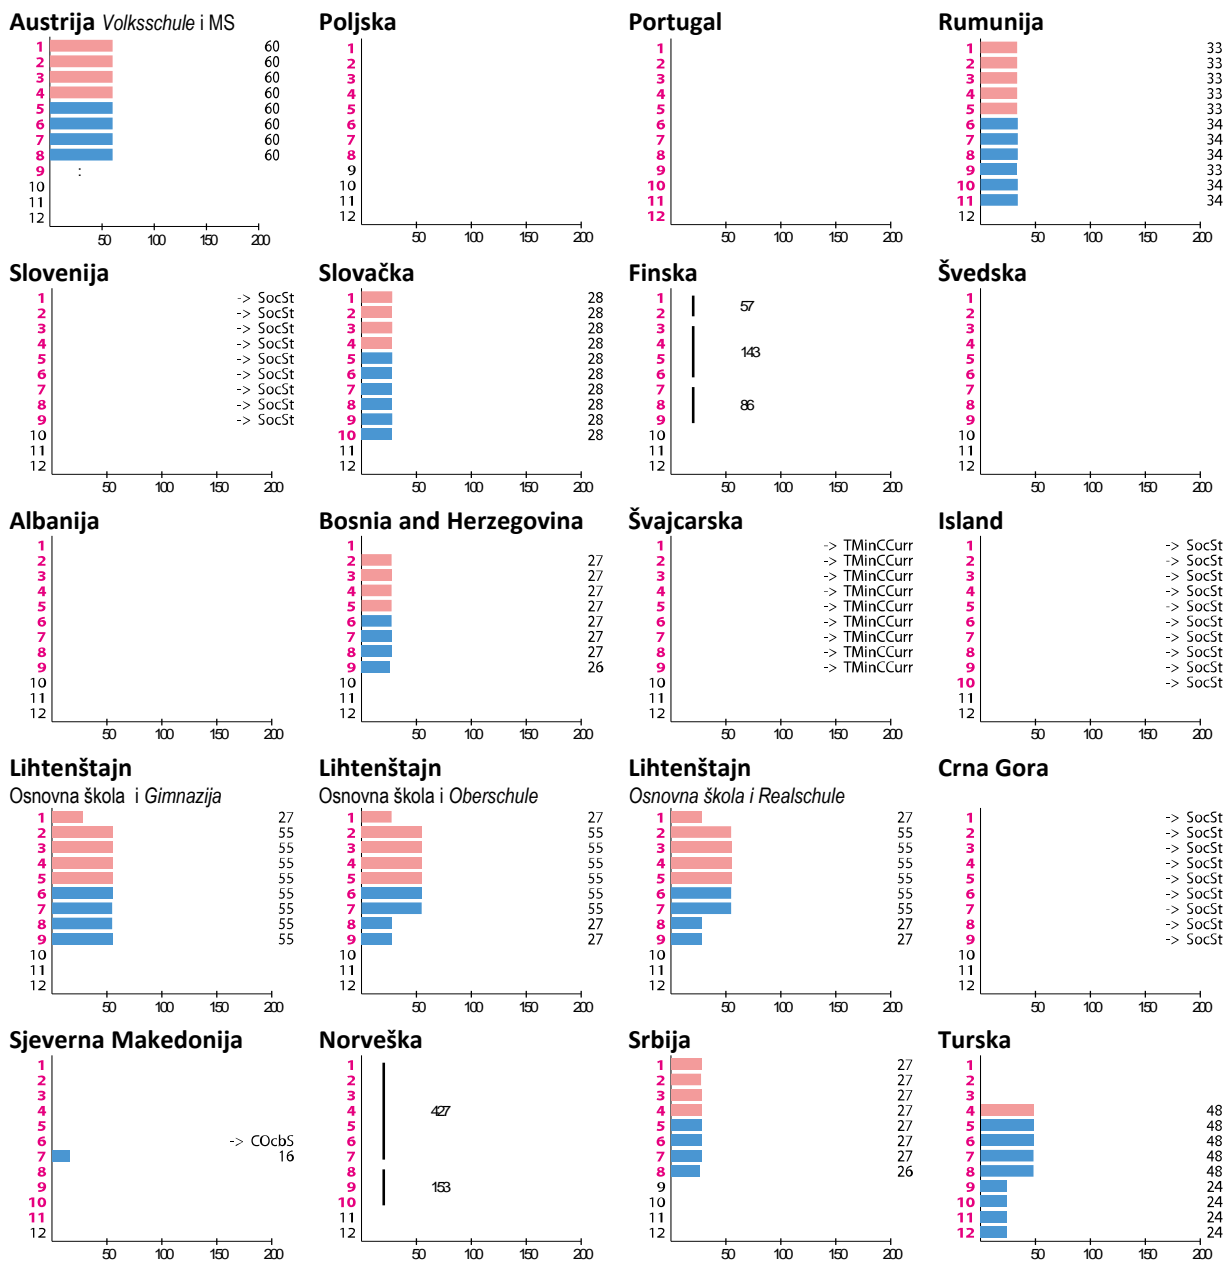 Austrija Volksschule i MS
1 60
2 60
3 60
4 60
5 60
6 60
7 60
8 60
9 :
10
11
12
50 100 150 200
Poljska
1
2
3
4
5
6
7
8
9
10
11
12
50 100 150 200
Portugal
1
2
3
4
5
6
7
8
9
10
11
12
50 100 150 200
Rumunija
1 33
2 33
3 33
4 33
5 33
6 34
7 34
8 34
9 33
10 34
11 34
12
50 100 150 200
Slovenija
1 -> SocSt
2 -> SocSt
3 -> SocSt
4 -> SocSt
5 -> SocSt
6 -> SocSt
7 -> SocSt
8 -> SocSt
9 -> SocSt
10
11
12
50 100 150 200
Slovačka
1 28
2 28
3 28
4 28
5 28
6 28
7 28
8 28
9 28
10 28
11
12
50 100 150 200
Finska
1 57
2
3
4
5 143
6
7
8 86
9
10
11
12
50 100 150 200
Švedska
1
2
3
4
5
6
7
8
9
10
11
12
50 100 150 200
Albanija
1
2
3
4
5
6
7
8
9
10
11
12
50 100 150 200
Bosnia and Herzegovina
1
2 27
3 27
4 27
5 27
6 27
7 27
8 27
9 26
10
11
12
50 100 150 200
Švajcarska
1 -> TMinCCurr
2 -> TMinCCurr
3 -> TMinCCurr
4 -> TMinCCurr
5 -> TMinCCurr
6 -> TMinCCurr
7 -> TMinCCurr
8 -> TMinCCurr
9 -> TMinCCurr
10
11
12
50 100 150 200
Island
1 -> SocSt
2 -> SocSt
3 -> SocSt
4 -> SocSt
5 -> SocSt
6 -> SocSt
7 -> SocSt
8 -> SocSt
9 -> SocSt
10 -> SocSt
11
12
50 100 150 200
Lihtenštajn
Osnovna škola i Gimnazija
1 27
2 55
3 55
4 55
5 55
6 55
7 55
8 55
9 55
10
11
12
50 100 150 200
Lihtenštajn
Osnovna škola i Oberschule
1 27
2 55
3 55
4 55
5 55
6 55
7 55
8 27
9 27
10
11
12
50 100 150 200
Lihtenštajn
Osnovna škola i Realschule
1 27
2 55
3 55
4 55
5 55
6 55
7 55
8 27
9 27
10
11
12
50 100 150 200
Crna Gora
1 -> SocSt
2 -> SocSt
3 -> SocSt
4 -> SocSt
5 -> SocSt
6 -> SocSt
7 -> SocSt
8 -> SocSt
9 -> SocSt
10
11
12
50 100 150 200
Sjeverna Makedonija
1
2
3
4
5
6 -> COcbS
7 16
8
9
10
11
12
50 100 150 200
Norveška
1
2
3
4 427
5
6
7
8
9 153
10
11
12
50 100 150 200
Srbija
1 27
2 27
3 27
4 27
5 27
6 27
7 27
8 26
9
10
11
12
50 100 150 200
Turska
1
2
3
4 48
5 48
6 48
7 48
8 48
9 24
10 24
11 24
12 24
50 100 150 200